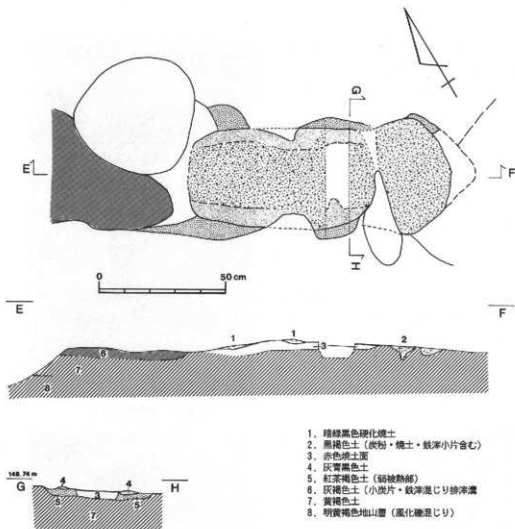 G
E
F
H
0
50 cm
E
F
1
1
3
2
6
7
8
148.74 m
G
4
4
H
5
3
5
7
1. 暗緑黒色硬化焼土
2. 黒褐色土(炭粉・焼土・鉄滓小片含む)
3. 赤色焼土面
4. 灰青黒色土
5. 紅茶褐色土(弱被熱部)
6. 灰褐色土(小炭片・鉄滓混じり排滓溝)
7. 黄褐色土
8. 明黄褐色地山層(風化礫混じり)